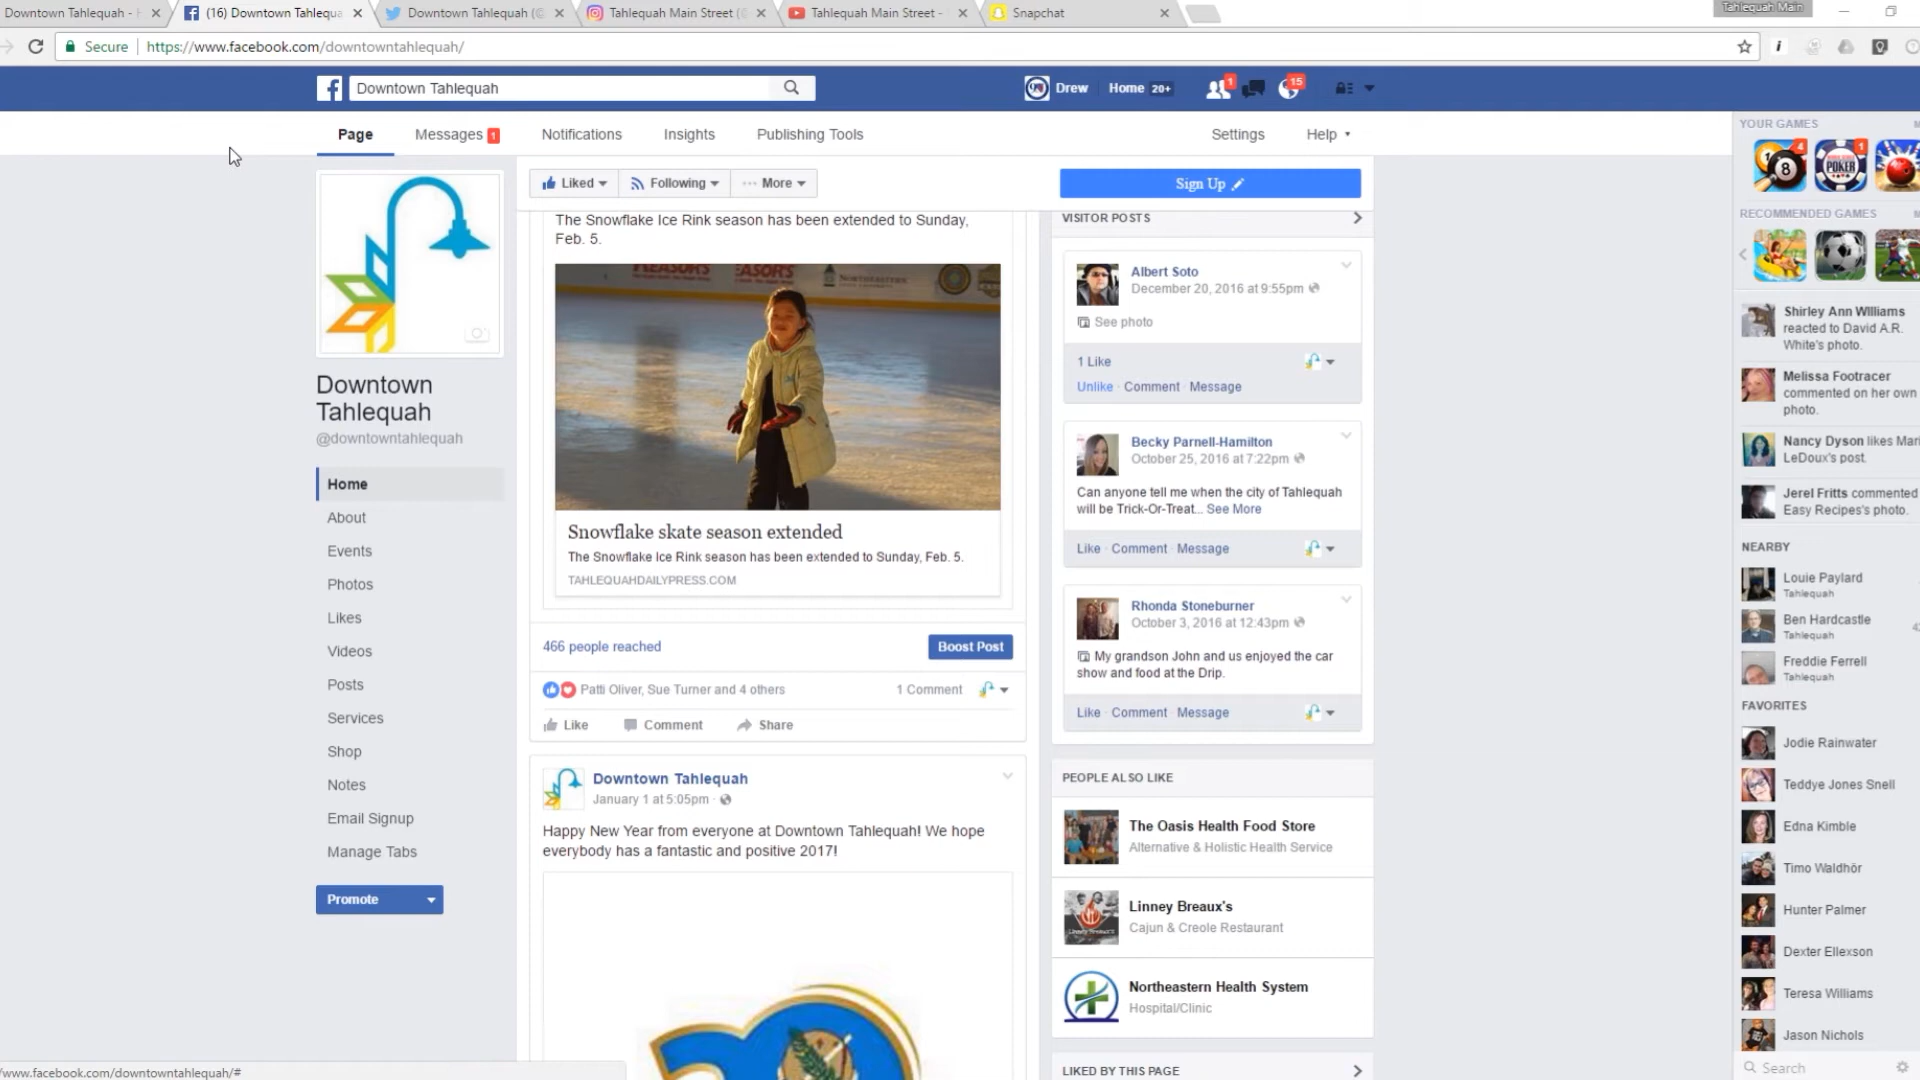 Downtown Tahlequah -
(16) Downtown Tahlequa
Downtown Tahlequah (@
Tahlequah Main Street (@
Tahlequah Main Street -
Snapchat
Tahlequah Main
Secure
https://www.facebook.com/downtowntahlequah/
Downtown Tahlequah
Drew
Home 20+
1
15
Page
Messages 1
Notifications
Insights
Publishing Tools
Settings
Help
Liked
Following
More
Sign Up
Downtown
Tahlequah
@downtowntahlequah
Home
About
Events
Photos
Likes
Videos
Posts
Services
Shop
Notes
Email Signup
Manage Tabs
Promote
The Snowflake Ice Rink season has been extended to Sunday,
Feb. 5.
REASOR'S
NORTHEASTERN
Snowflake skate season extended
The Snowflake Ice Rink season has been extended to Sunday, Feb. 5.
TAHLEQUAHDAILYPRESS.COM
466 people reached
Boost Post
Patti Oliver, Sue Turner and 4 others
1 Comment
Like
Comment
Share
Downtown Tahlequah
January 1 at 5:05pm ·
Happy New Year from everyone at Downtown Tahlequah! We hope
everybody has a fantastic and positive 2017!
VISITOR POSTS
Albert Soto
December 20, 2016 at 9:55pm
See photo
1 Like
Unlike · Comment · Message
Becky Parnell-Hamilton
October 25, 2016 at 7:22pm
Can anyone tell me when the city of Tahlequah
will be Trick-Or-Treat... See More
Like · Comment · Message
Rhonda Stoneburner
October 3, 2016 at 12:43pm
My grandson John and us enjoyed the car
show and food at the Drip.
Like · Comment · Message
PEOPLE ALSO LIKE
The Oasis Health Food Store
Alternative & Holistic Health Service
Linney Breaux's
Cajun & Creole Restaurant
Northeastern Health System
Hospital/Clinic
LIKED BY THIS PAGE
YOUR GAMES
4
8
1
POKER
RECOMMENDED GAMES
Shirley Ann Williams
reacted to David A.R.
White's photo.
Melissa Footracer
commented on her own
photo.
Nancy Dyson likes Mari
LeDoux's post.
Jerel Fritts commented
Easy Recipes's photo.
NEARBY
Louie Paylard
Tahlequah
Ben Hardcastle
Tahlequah
Freddie Ferrell
Tahlequah
FAVORITES
Jodie Rainwater
Teddye Jones Snell
Edna Kimble
Timo Waldhör
Hunter Palmer
Dexter Ellexson
Teresa Williams
Jason Nichols
Search
/www.facebook.com/downtowntahlequah/#